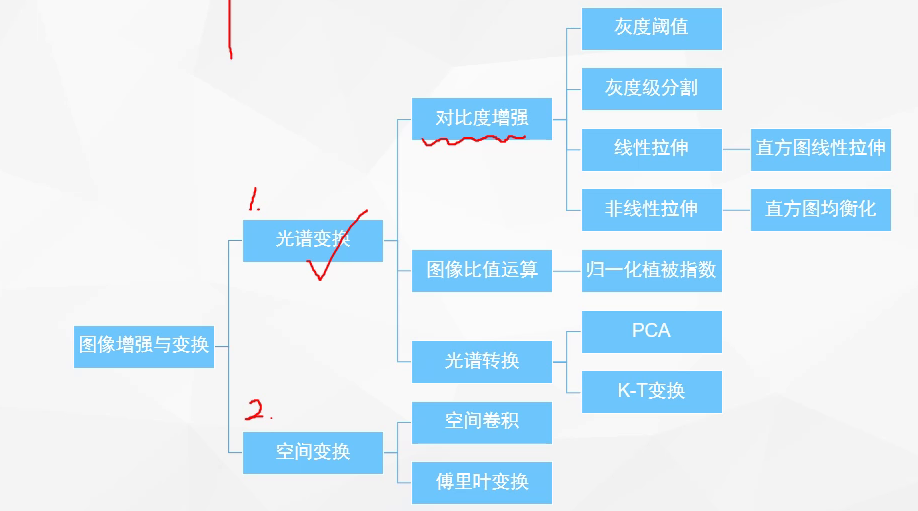 图像增强与变换
1.
光谱变换
对比度增强
灰度阈值
灰度级分割
线性拉伸
直方图线性拉伸
非线性拉伸
直方图均衡化
图像比值运算
归一化植被指数
光谱转换
PCA
K-T变换
2.
空间变换
空间卷积
傅里叶变换